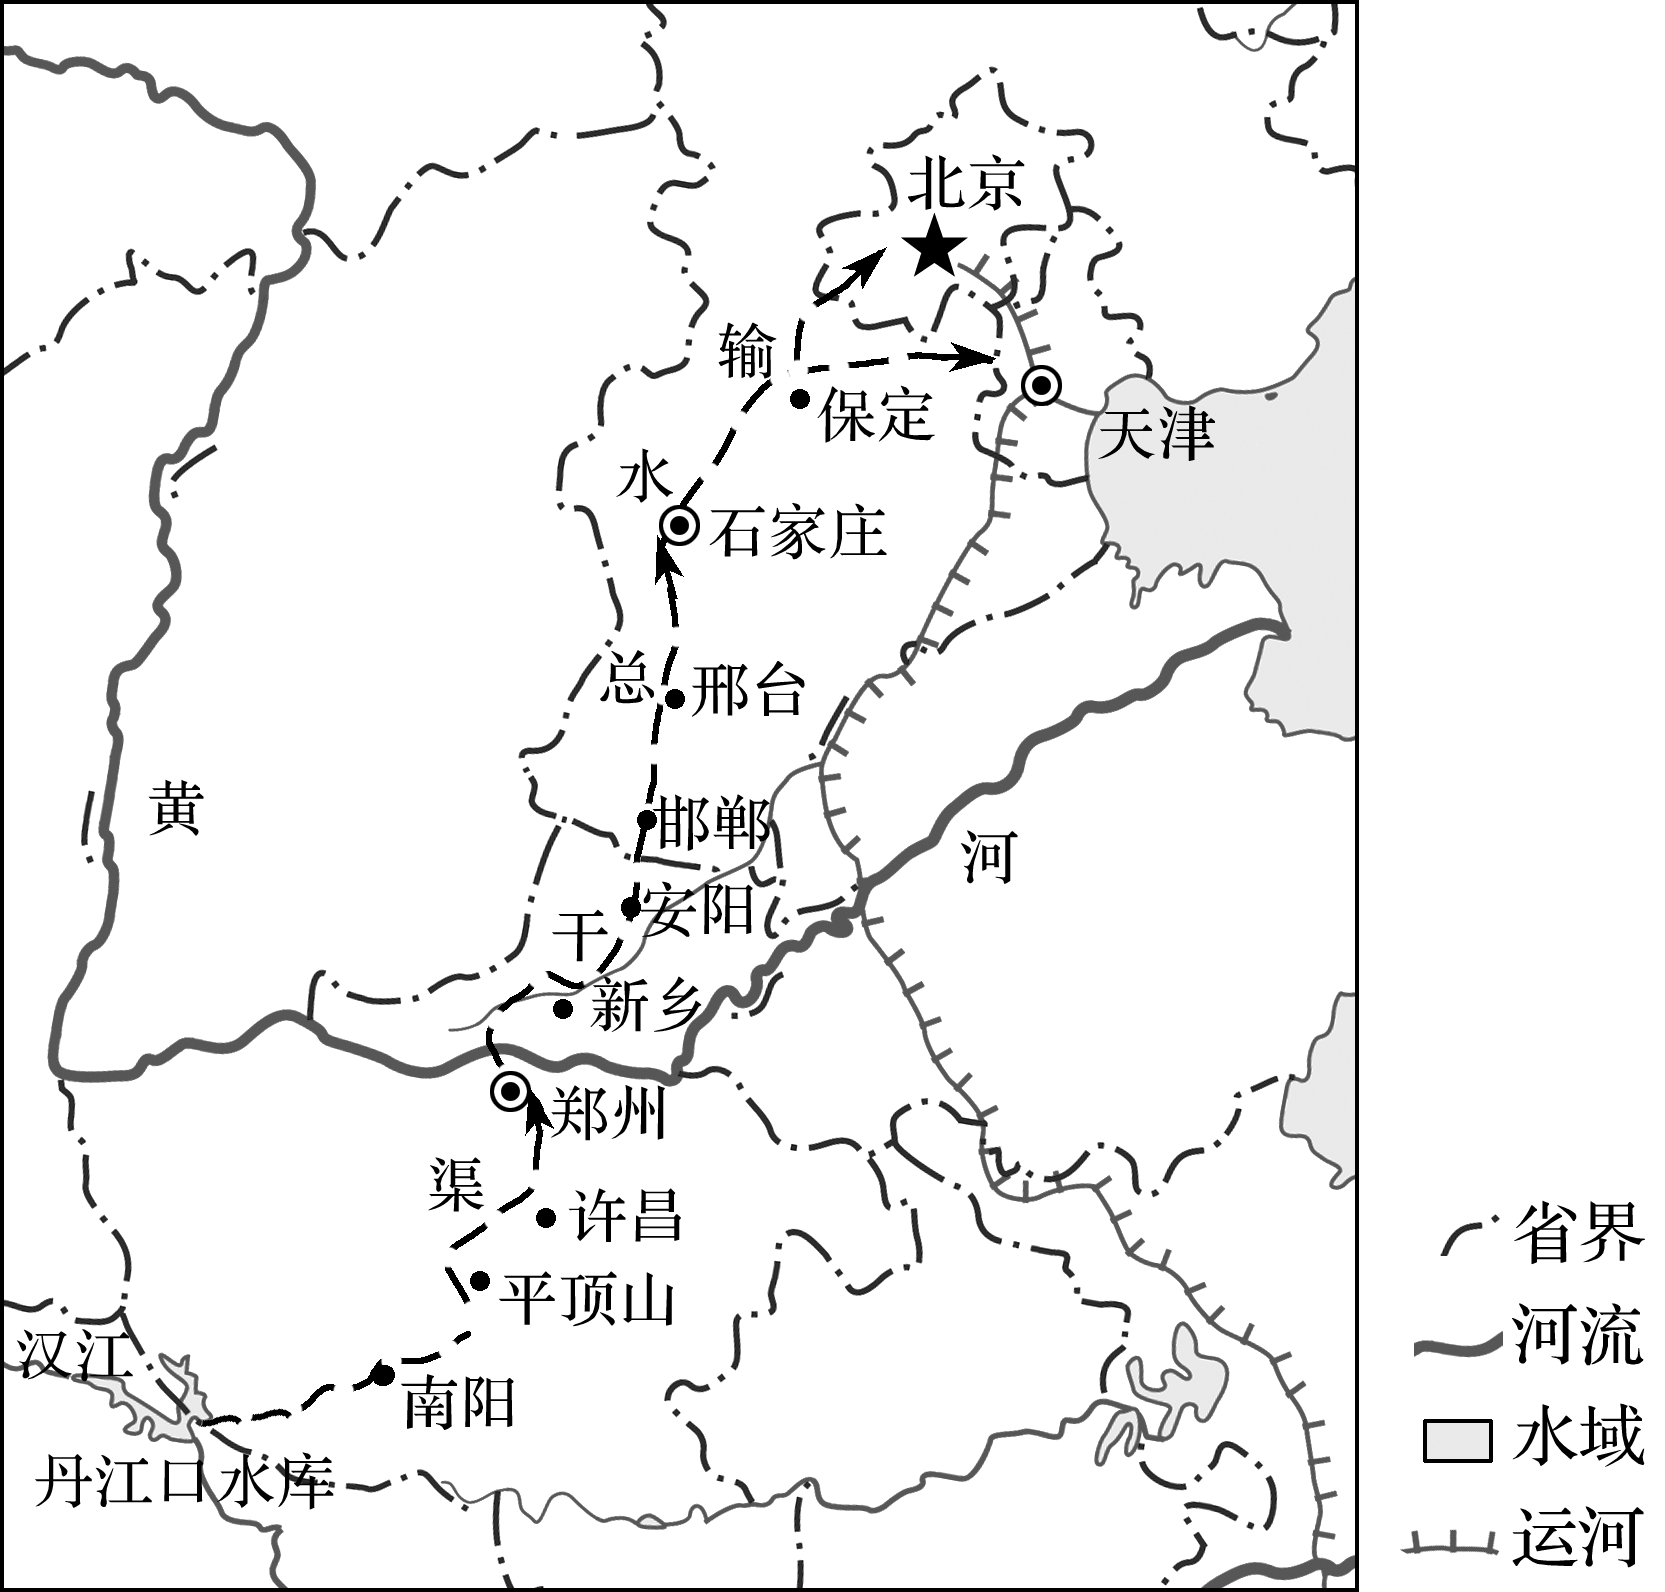 北京
输
保定
天津
水
石家庄
总
邢台
黄
邯郸
河
安阳
干
新乡
郑州
渠
许昌
平顶山
汉江
南阳
丹江口水库
省界
河流
水域
运河